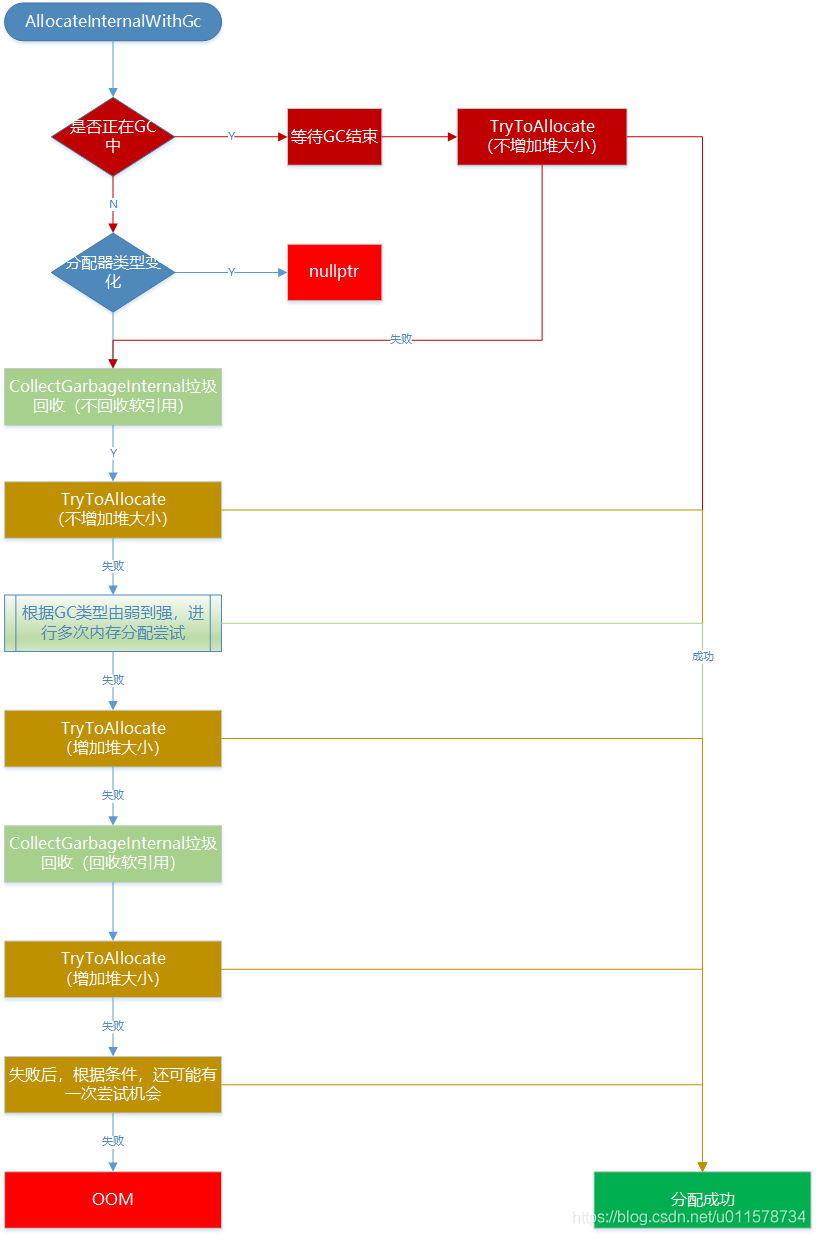 AllocateInternalWithGc
是否正在GC
中
Y
等待GC结束
TryToAllocate
（不增加堆大小）
N
分配器类型变
化
Y
nullptr
失败
CollectGarbageInternal垃圾
回收（不回收软引用）
Y
TryToAllocate
（不增加堆大小）
失败
根据GC类型由弱到强，进
行多次内存分配尝试
成功
失败
TryToAllocate
（增加堆大小）
失败
CollectGarbageInternal垃圾
回收（回收软引用）
TryToAllocate
（增加堆大小）
失败
失败后，根据条件，还可能有
一次尝试机会
失败
OOM
分配成功
https://blog.csdn.net/u011578734